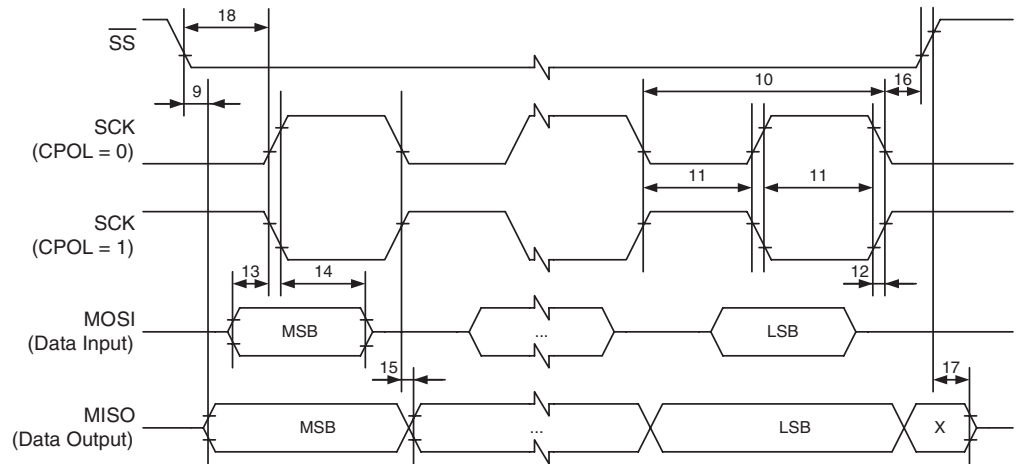 18
SS
9
10
16
SCK
(CPOL = 0)
11
11
SCK
(CPOL = 1)
13
14
12
MOSI
(Data Input)
MSB
...
LSB
15
17
MISO
(Data Output)
MSB
...
LSB
X